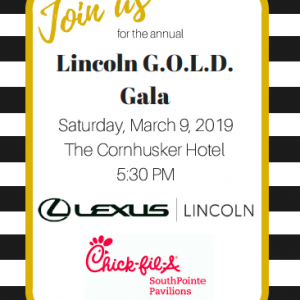 Join us
for the annual
Lincoln G.O.L.D.
Gala
Saturday, March 9, 2019
The Cornhusker Hotel
5:30 PM
LEXUS | LINCOLN
Chick-fil-A
SouthPointe
Pavilions